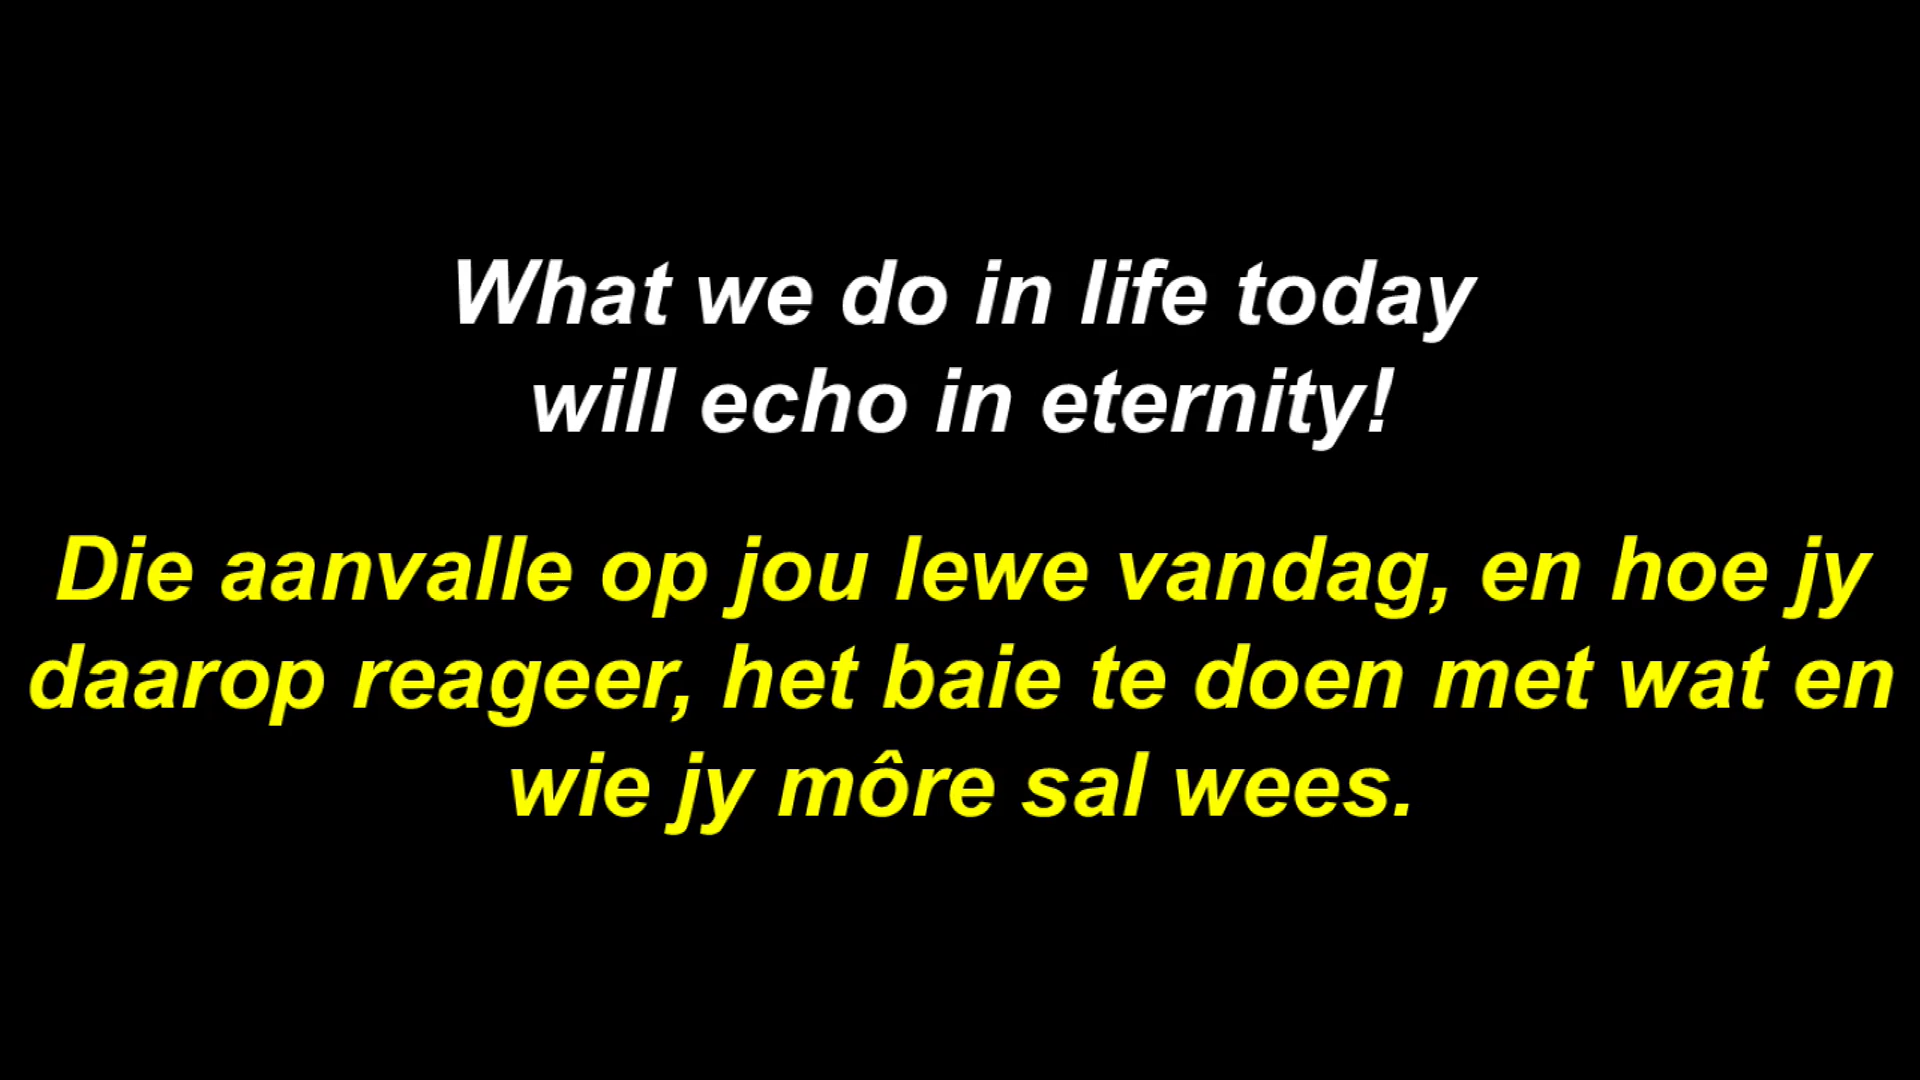 What we do in life today
will echo in eternity!
Die aanvalle op jou lewe vandag, en hoe jy
daarop reageer, het baie te doen met wat en
wie jy môre sal wees.